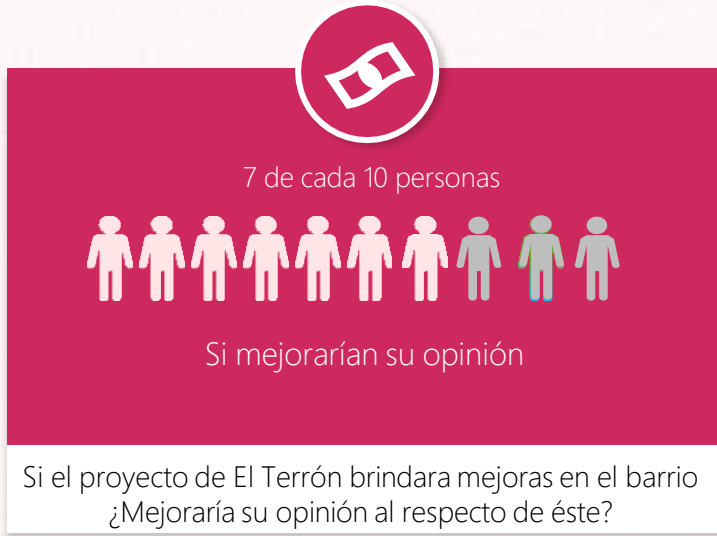 7 de cada 10 personas
Si mejorarían su opinión
Si el proyecto de El Terrón brindara mejoras en el barrio
¿Mejoraría su opinión al respecto de éste?